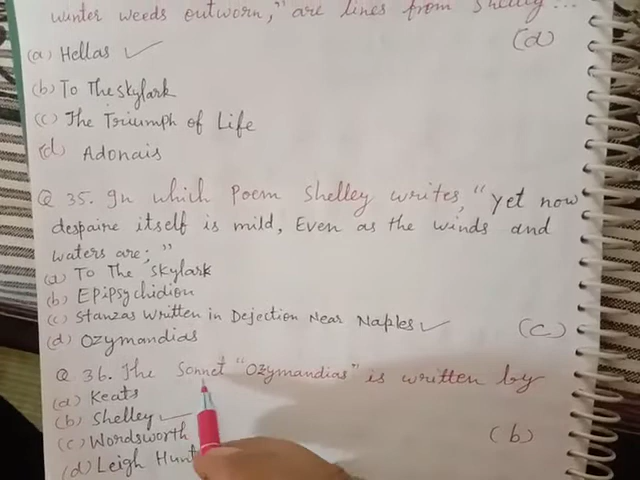 winter weeds outworn," are lines from Shelley...
(a) Hellas ✓
(a)
(b) To The skylark
(c) The Triumph of Life
(d) Adonais
Q 35. In which Poem Shelley writes, "Yet now
despaire itself is mild, Even as the winds and
waters are; "
(a) To The skylark
(b) Epipsychidion
(c) Stanzas written in Dejection Near Naples ✓
(c)
(d) Ozymandias
Q 36. The Sonnet "Ozymandias" is written by
(a) Keats
(b) Shelley ✓
(b)
(c) Wordsworth
(d) Leigh Hunt